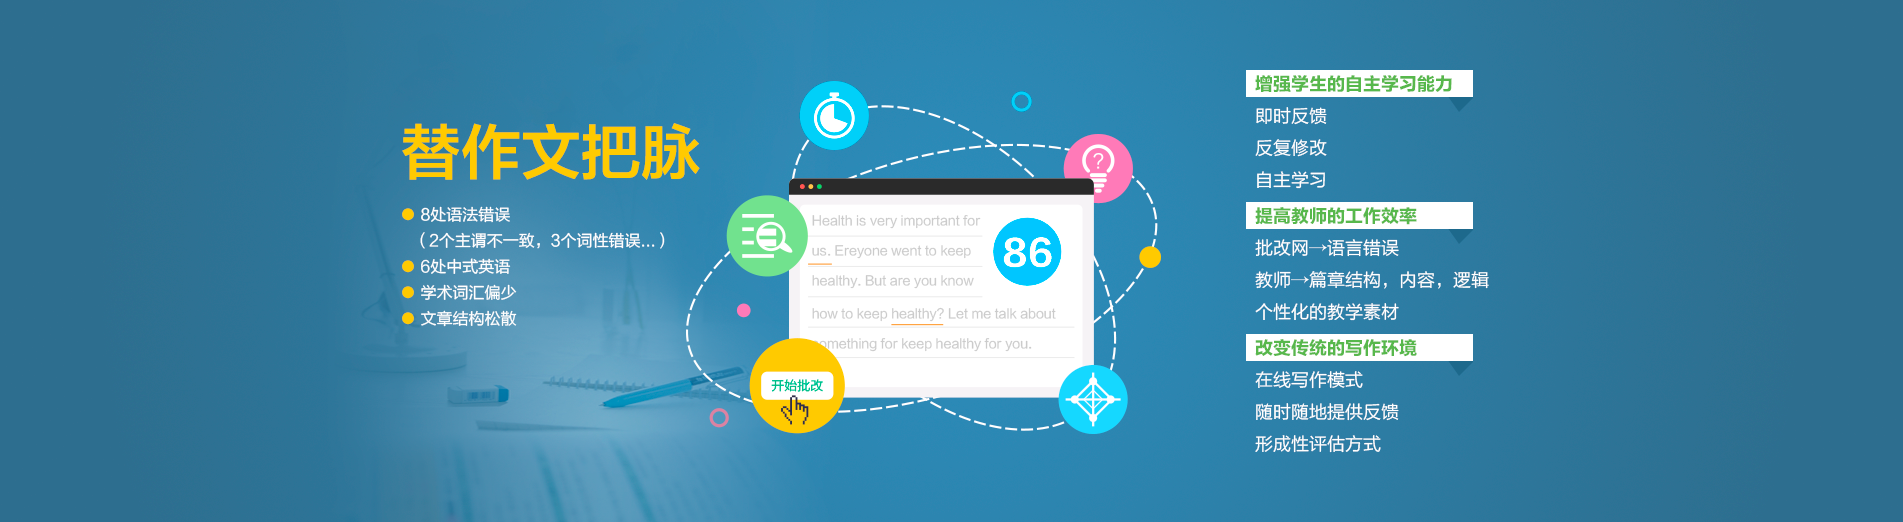 替作文把脉
8处语法错误
（2个主谓不一致，3个词性错误...）
6处中式英语
学术词汇偏少
文章结构松散
Health is very important for
us. Ereyone went to keep
healthy. But are you know
how to keep healthy? Let me talk about
something for keep healthy for you.
86
?
开始批改
增强学生的自主学习能力
即时反馈
反复修改
自主学习
提高教师的工作效率
批改网→语言错误
教师→篇章结构，内容，逻辑
个性化的教学素材
改变传统的写作环境
在线写作模式
随时随地提供反馈
形成性评估方式